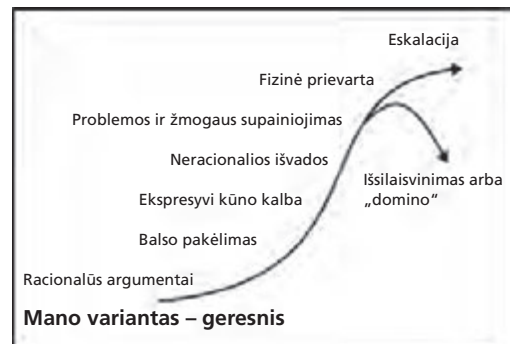 Eskalacija
Fizinė prievarta
Problemos ir žmogaus supainiojimas
Neracionalios išvados
Išsilaisvinimas arba
„domino“
Ekspresyvi kūno kalba
Balso pakėlimas
Racionalūs argumentai
Mano variantas – geresnis